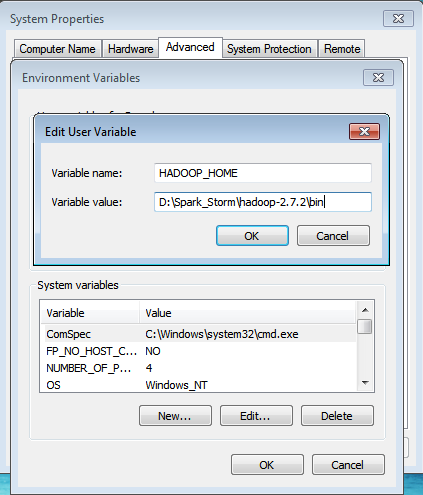 System Properties
Computer Name Hardware Advanced System Protection Remote
Environment Variables
Edit User Variable
Variable name: HADOOP_HOME
Variable value: D:\Spark_Storm\hadoop-2.7.2\bin
OK Cancel
System variables
Variable Value
ComSpec C:\Windows\system32\cmd.exe
FP_NO_HOST_C... NO
NUMBER_OF_P... 4
OS Windows_NT
New... Edit... Delete
OK Cancel